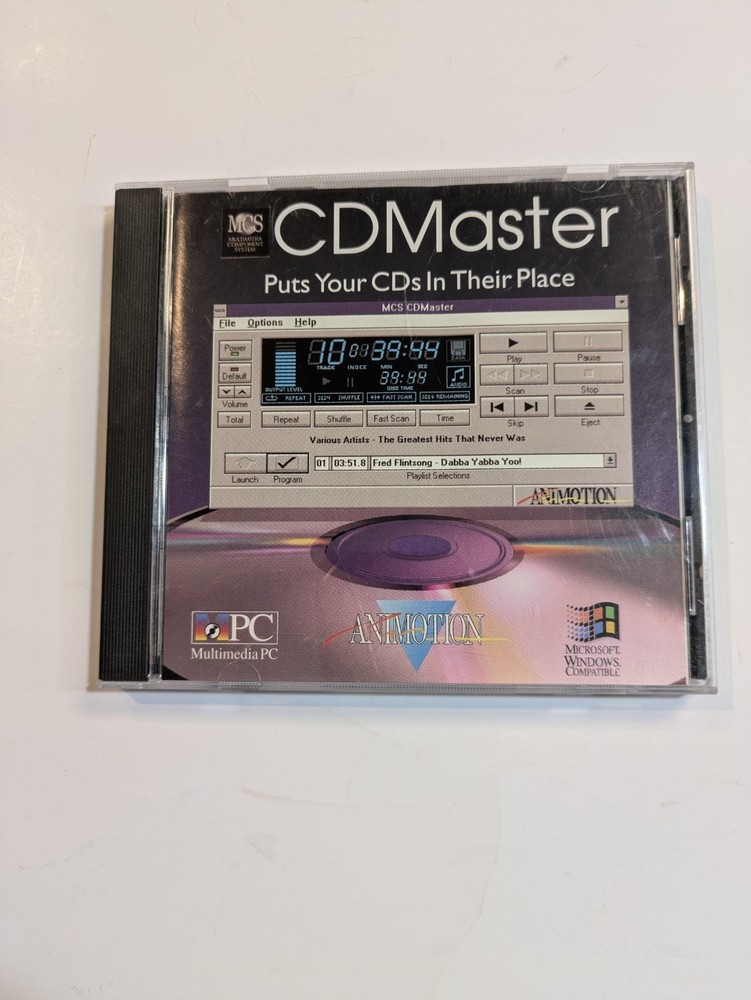 MCS
MULTIMEDIA
COMPONENT
SYSTEM
CDMaster
Puts Your CDs In Their Place
MCS CDMaster
File Options Help
Power
Default
Volume
Total
TRACK INDEX MIN SEC
DATA
DISC TIME
AUDIO
OUTPUT LEVEL
REPEAT SHUFFLE FAST SCAN REMAINING
Repeat Shuffle Fast Scan Time
Play Pause
Scan Stop
Skip Eject
Various Artists - The Greatest Hits That Never Was
01 03:51.8 Fred Flintsong - Dabba Yabba Yoo!
Launch Program Playlist Selections
ANIMOTION
MPC
Multimedia PC
ANIMOTION
MICROSOFT
WINDOWS
COMPATIBLE